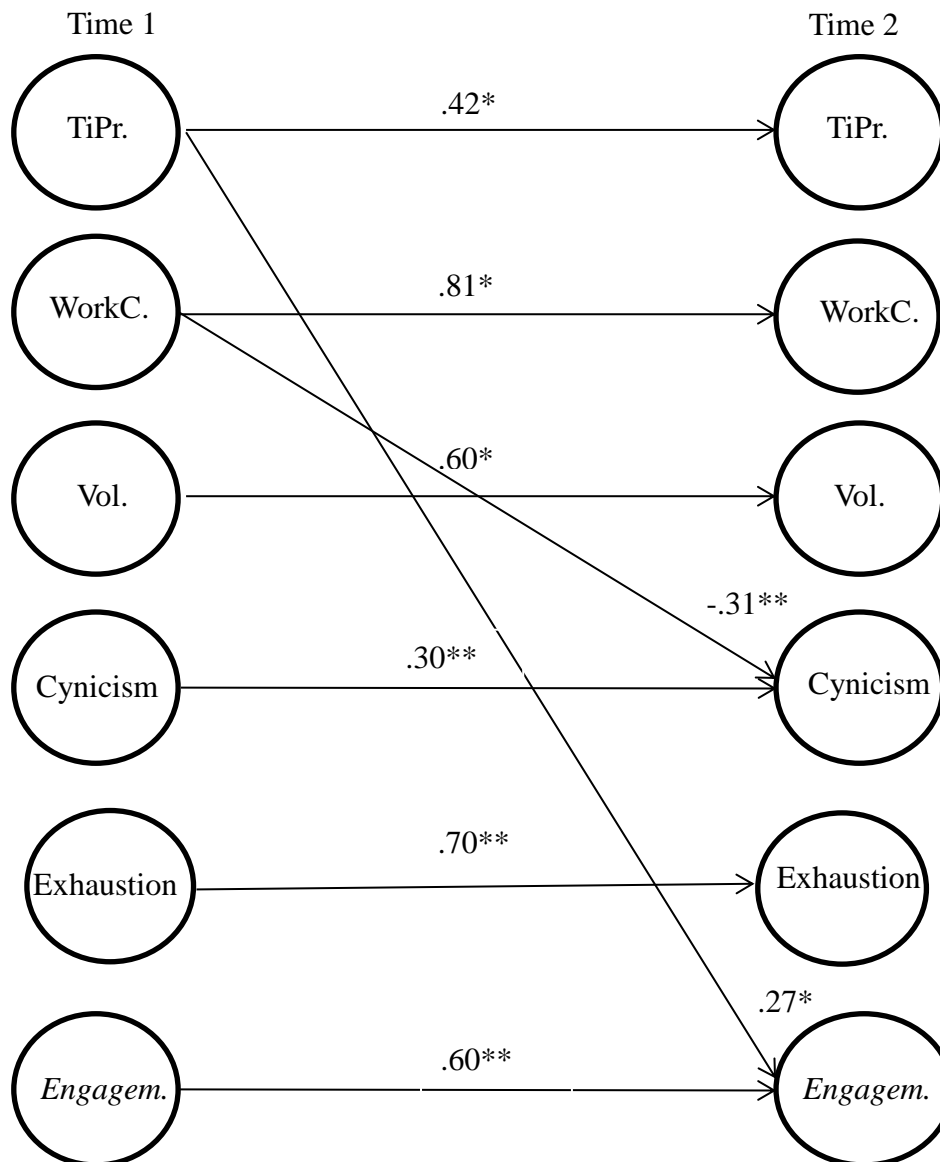 Time 1
Time 2
TiPr.
.42*
TiPr.
WorkC.
.81*
WorkC.
Vol.
.60*
Vol.
-.31**
Cynicism
.30**
Cynicism
Exhaustion
.70**
Exhaustion
.27*
Engagem.
.60**
Engagem.